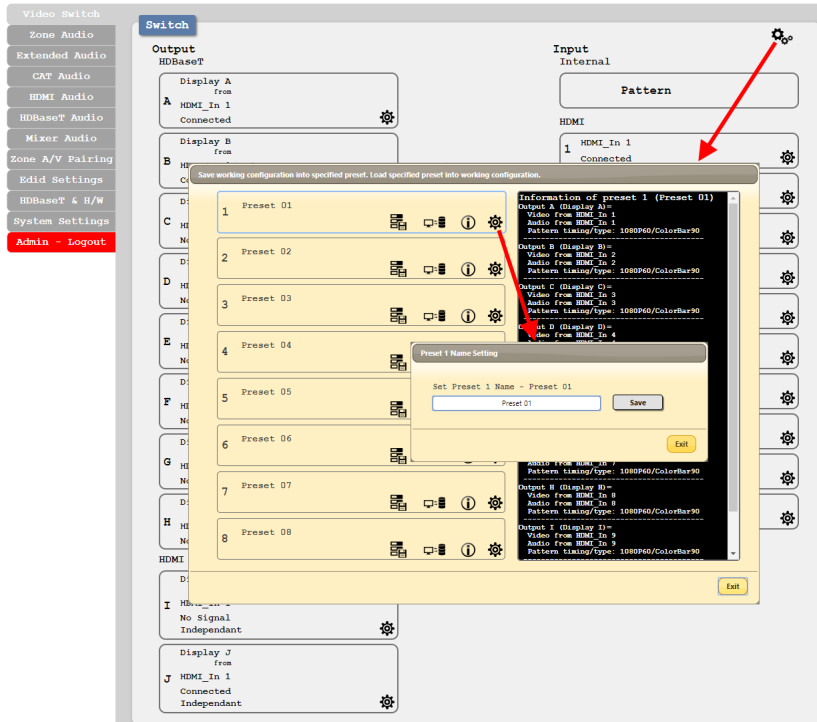 Video Switch
Zone Audio
Extended Audio
CAT Audio
HDMI Audio
HDBaseT Audio
Mixer Audio
Zone A/V Pairing
Edid Settings
HDBaseT & H/W
System Settings
Admin - Logout
Switch
Output
HDBaseT
A
Display A
from
HDMI_In 1
Connected
B
Display B
from
C
D
E
F
G
H
HDMI
I
No Signal
Independant
J
Display J
from
HDMI_In 1
Connected
Independant
Input
Internal
Pattern
HDMI
1
HDMI_In 1
Connected
Save working configuration into specified preset. Load specified preset into working configuration.
1 Preset 01
2 Preset 02
3 Preset 03
4 Preset 04
5 Preset 05
6 Preset 06
7 Preset 07
8 Preset 08
Information of preset 1 (Preset 01)
Output A (Display A)=
Video from HDMI_In 1
Audio from HDMI_In 1
Pattern timing/type: 1080P60/ColorBar90
Output B (Display B)=
Video from HDMI_In 2
Audio from HDMI_In 2
Pattern timing/type: 1080P60/ColorBar90
Output C (Display C)=
Video from HDMI_In 3
Audio from HDMI_In 3
Pattern timing/type: 1080P60/ColorBar90
Output D (Display D)=
Video from HDMI_In 4
Audio from HDMI_In 7
Pattern timing/type: 1080P60/ColorBar90
Output H (Display H)=
Video from HDMI_In 8
Audio from HDMI_In 8
Pattern timing/type: 1080P60/ColorBar90
Output I (Display I)=
Video from HDMI_In 9
Audio from HDMI_In 9
Pattern timing/type: 1080P60/ColorBar90
Preset 1 Name Setting
Set Preset 1 Name - Preset 01
Preset 01
Save
Exit
Exit